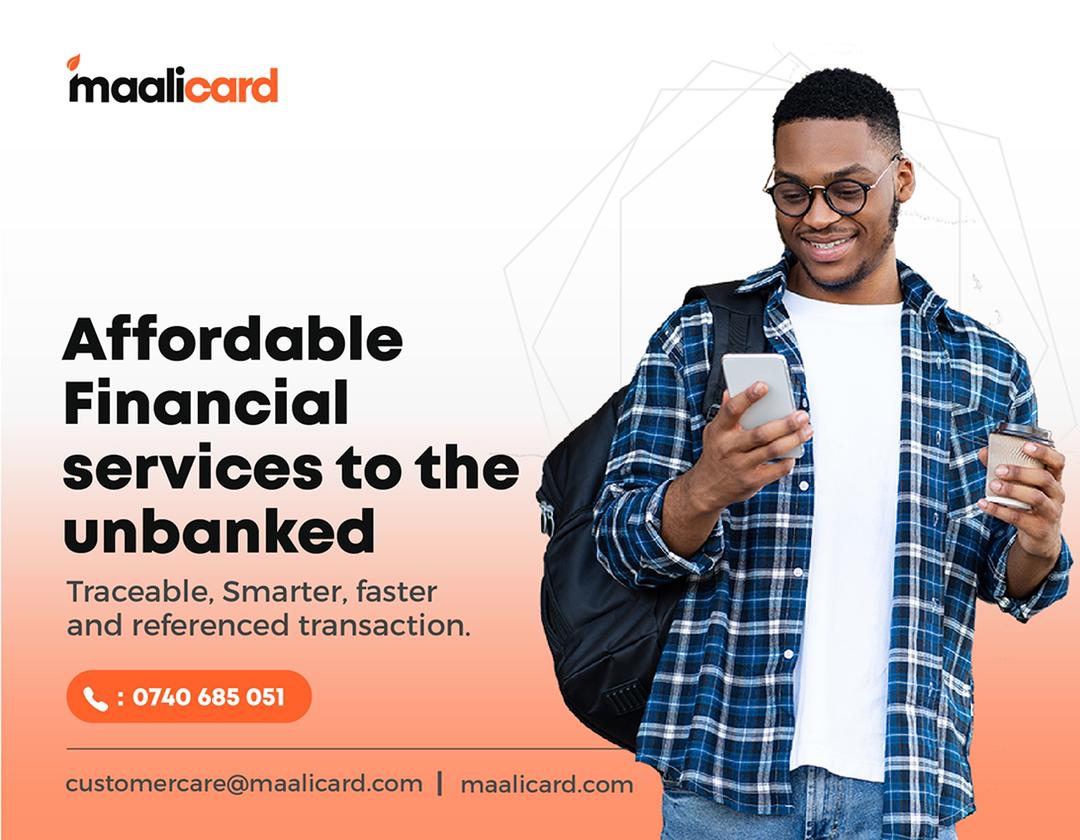 maalicard
Affordable
Financial
services to the
unbanked
Traceable, Smarter, faster
and referenced transaction.
: 0740 685 051
customercare@maalicard.com | maalicard.com